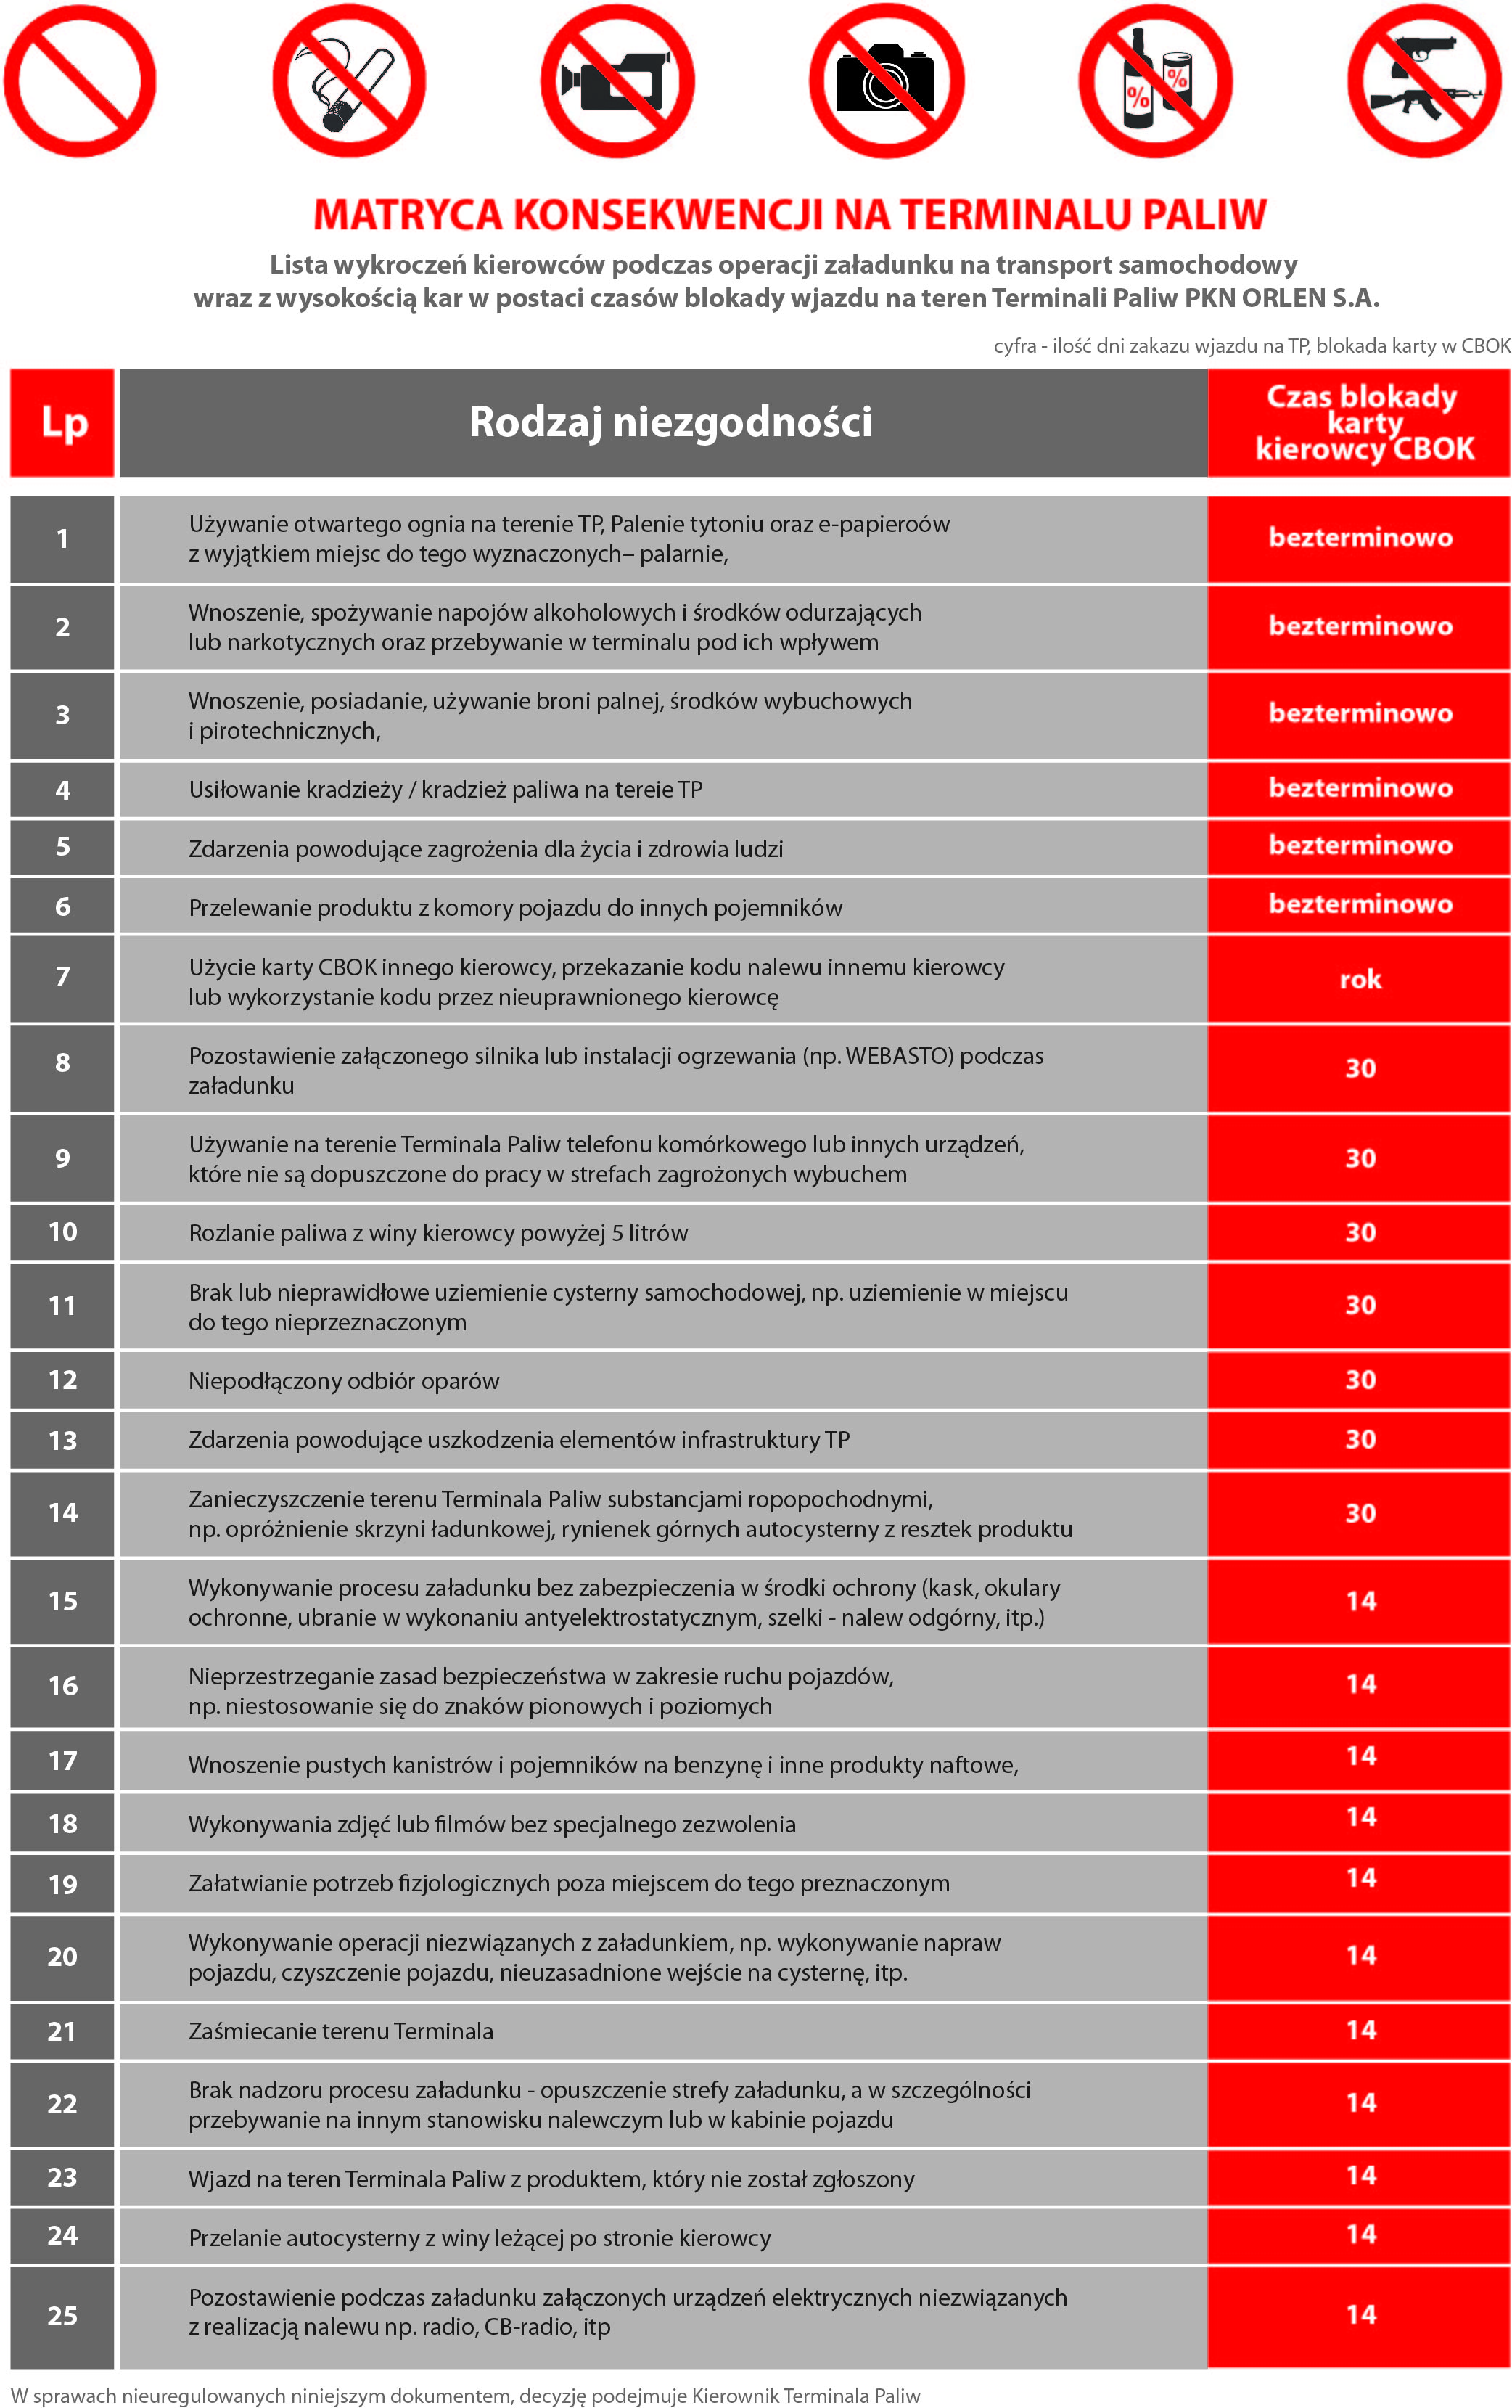 %
%
MATRYCA KONSEKWENCJI NA TERMINALU PALIW
Lista wykroczeń kierowców podczas operacji załadunku na transport samochodowy
wraz z wysokością kar w postaci czasów blokady wjazdu na teren Terminali Paliw PKN ORLEN S.A.
cyfra - ilość dni zakazu wjazdu na TP, blokada karty w CBOK
Lp
Rodzaj niezgodności
Czas blokady
karty
kierowcy CBOK
1
Używanie otwartego ognia na terenie TP, Palenie tytoniu oraz e-papieroów
z wyjątkiem miejsc do tego wyznaczonych– palarnie,
bezterminowo
2
Wnoszenie, spożywanie napojów alkoholowych i środków odurzających
lub narkotycznych oraz przebywanie w terminalu pod ich wpływem
bezterminowo
3
Wnoszenie, posiadanie, używanie broni palnej, środków wybuchowych
i pirotechnicznych,
bezterminowo
4
Usiłowanie kradzieży / kradzież paliwa na tereie TP
bezterminowo
5
Zdarzenia powodujące zagrożenia dla życia i zdrowia ludzi
bezterminowo
6
Przelewanie produktu z komory pojazdu do innych pojemników
bezterminowo
7
Użycie karty CBOK innego kierowcy, przekazanie kodu nalewu innemu kierowcy
lub wykorzystanie kodu przez nieuprawnionego kierowcę
rok
8
Pozostawienie załączonego silnika lub instalacji ogrzewania (np. WEBASTO) podczas
załadunku
30
9
Używanie na terenie Terminala Paliw telefonu komórkowego lub innych urządzeń,
które nie są dopuszczone do pracy w strefach zagrożonych wybuchem
30
10
Rozlanie paliwa z winy kierowcy powyżej 5 litrów
30
11
Brak lub nieprawidłowe uziemienie cysterny samochodowej, np. uziemienie w miejscu
do tego nieprzeznaczonym
30
12
Niepodłączony odbiór oparów
30
13
Zdarzenia powodujące uszkodzenia elementów infrastruktury TP
30
14
Zanieczyszczenie terenu Terminala Paliw substancjami ropopochodnymi,
np. opróżnienie skrzyni ładunkowej, rynienek górnych autocysterny z resztek produktu
30
15
Wykonywanie procesu załadunku bez zabezpieczenia w środki ochrony (kask, okulary
ochronne, ubranie w wykonaniu antyelektrostatycznym, szelki - nalew odgórny, itp.)
14
16
Nieprzestrzeganie zasad bezpieczeństwa w zakresie ruchu pojazdów,
np. niestosowanie się do znaków pionowych i poziomych
14
17
Wnoszenie pustych kanistrów i pojemników na benzynę i inne produkty naftowe,
14
18
Wykonywania zdjęć lub filmów bez specjalnego zezwolenia
14
19
Załatwianie potrzeb fizjologicznych poza miejscem do tego preznaczonym
14
20
Wykonywanie operacji niezwiązanych z załadunkiem, np. wykonywanie napraw
pojazdu, czyszczenie pojazdu, nieuzasadnione wejście na cysternę, itp.
14
21
Zaśmiecanie terenu Terminala
14
22
Brak nadzoru procesu załadunku - opuszczenie strefy załadunku, a w szczególności
przebywanie na innym stanowisku nalewczym lub w kabinie pojazdu
14
23
Wjazd na teren Terminala Paliw z produktem, który nie został zgłoszony
14
24
Przelanie autocysterny z winy leżącej po stronie kierowcy
14
25
Pozostawienie podczas załadunku załączonych urządzeń elektrycznych niezwiązanych
z realizacją nalewu np. radio, CB-radio, itp
14
W sprawach nieuregulowanych niniejszym dokumentem, decyzję podejmuje Kierownik Terminala Paliw